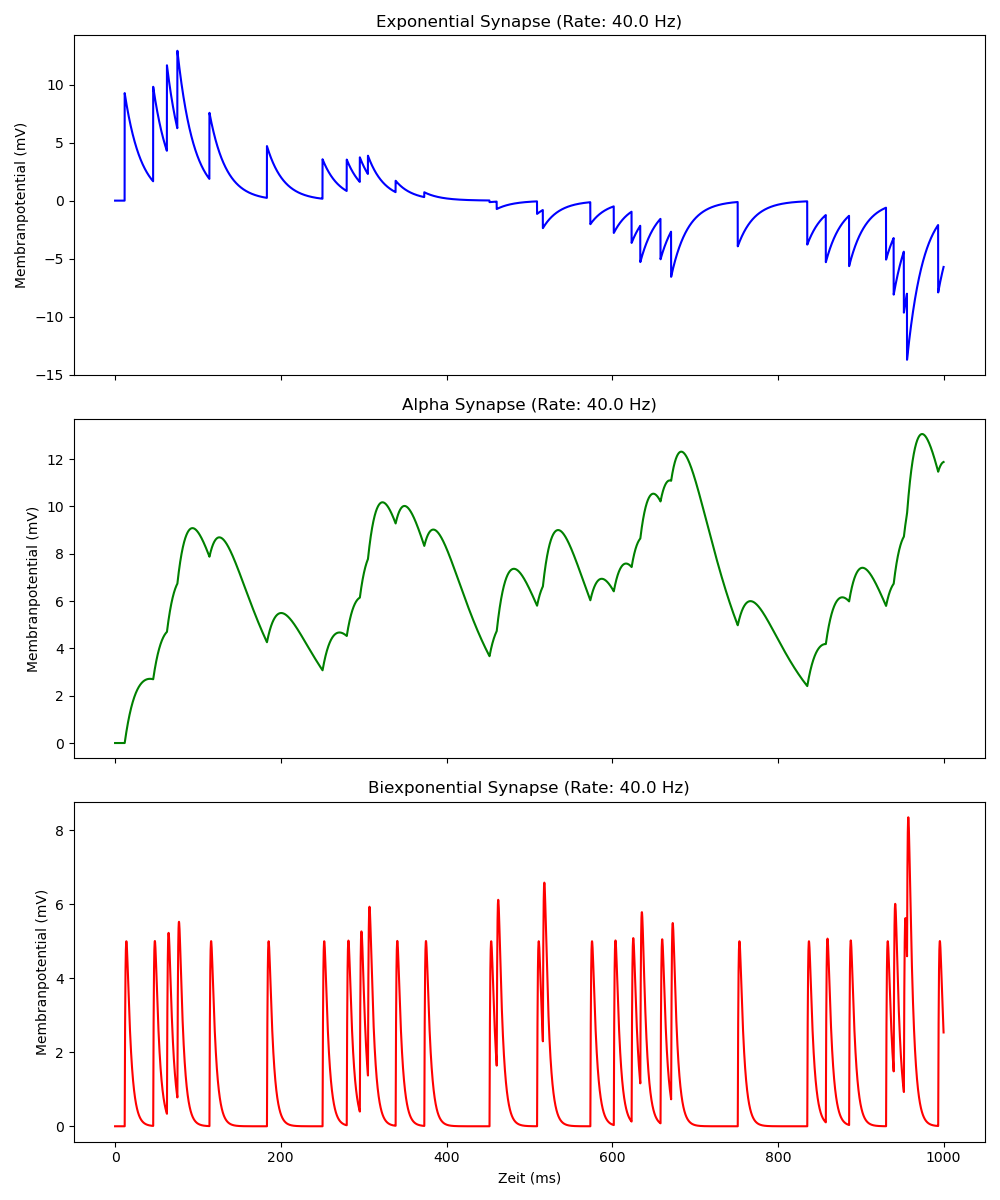 Exponential Synapse (Rate: 40.0 Hz)
Membranpotential (mV)
10
5
0
−5
−10
−15
Alpha Synapse (Rate: 40.0 Hz)
Membranpotential (mV)
12
10
8
6
4
2
0
Biexponential Synapse (Rate: 40.0 Hz)
Membranpotential (mV)
8
6
4
2
0
0 200 400 600 800 1000
Zeit (ms)